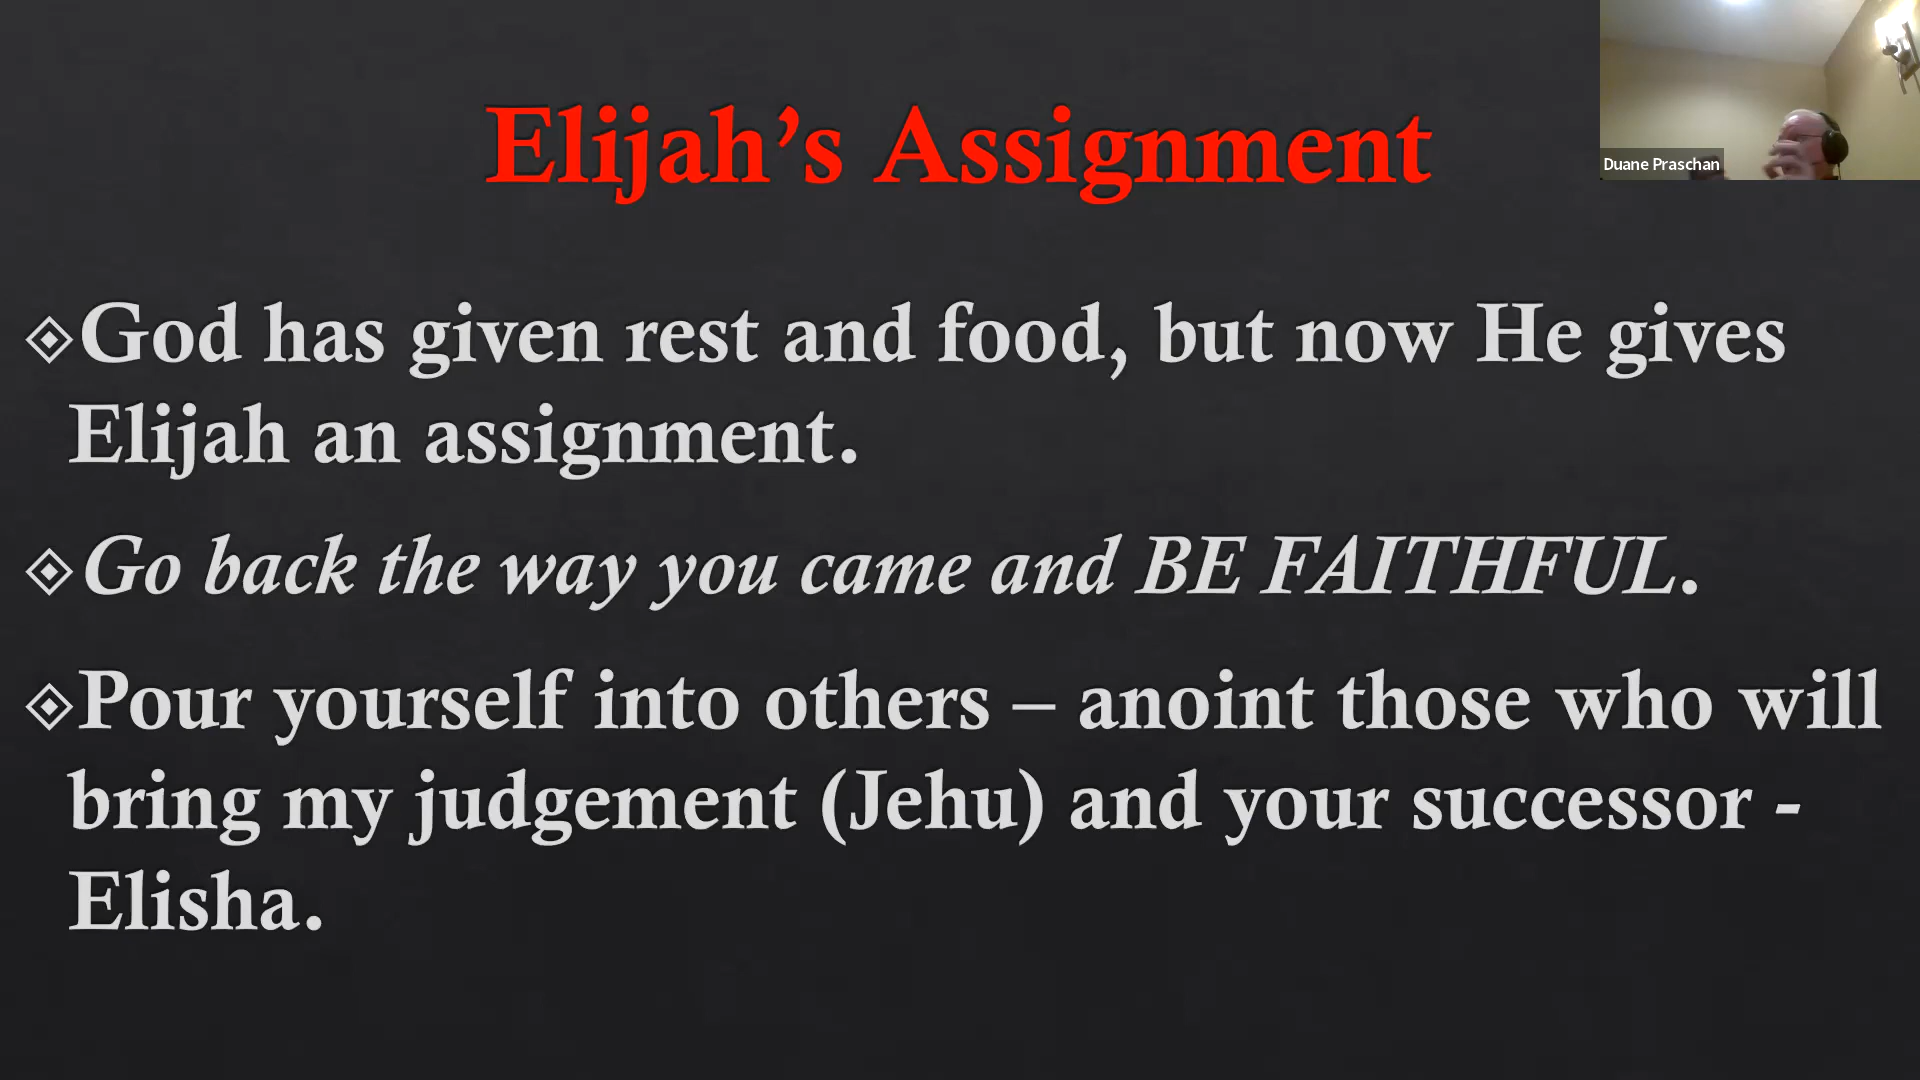 Elijah’s Assignment
Duane Praschan
God has given rest and food, but now He gives
Elijah an assignment.
Go back the way you came and BE FAITHFUL.
Pour yourself into others – anoint those who will
bring my judgement (Jehu) and your successor -
Elisha.